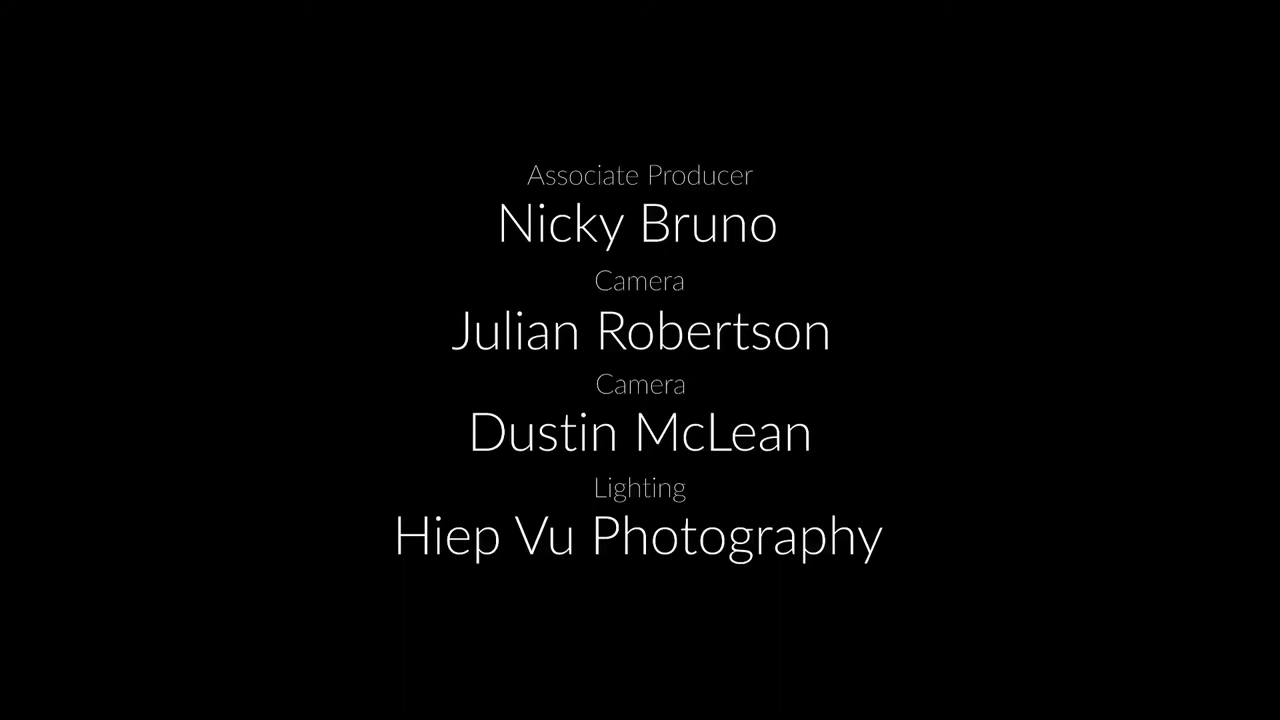 Associate Producer
Nicky Bruno
Camera
Julian Robertson
Camera
Dustin McLean
Lighting
Hiep Vu Photography